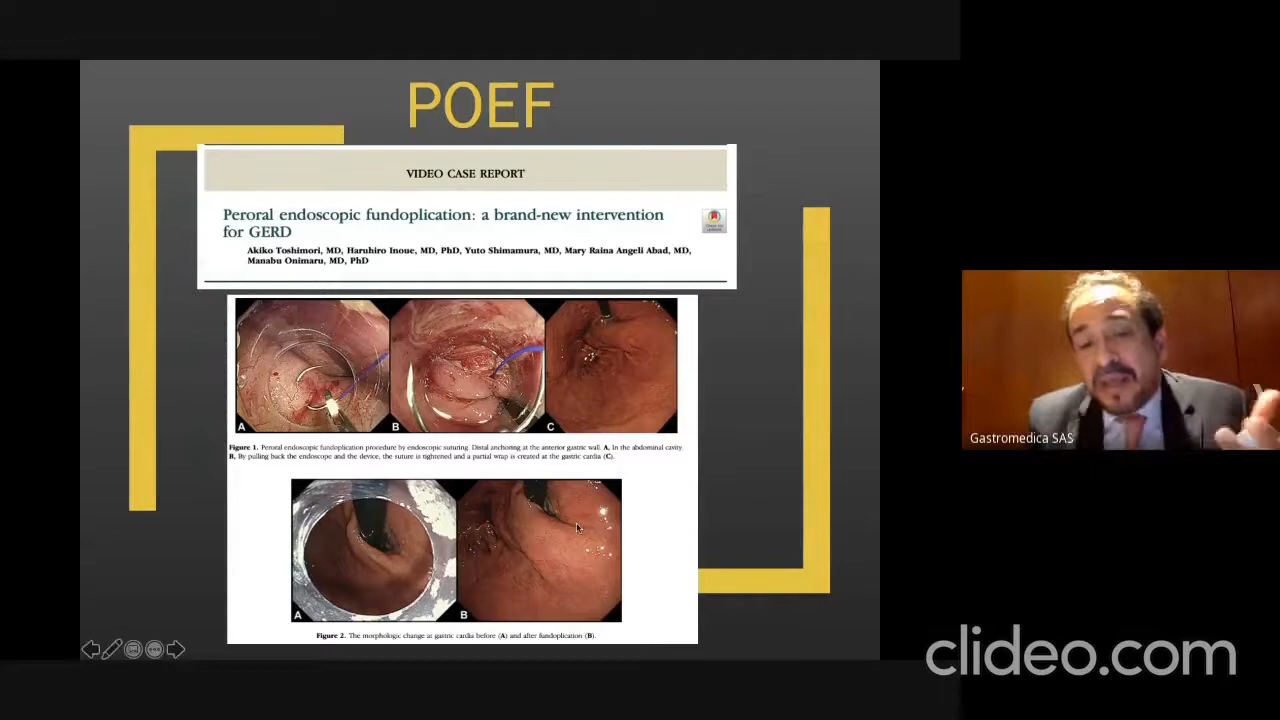 POEF
VIDEO CASE REPORT
Peroral endoscopic fundoplication: a brand-new intervention
for GERD
Akiko Toshimori, MD, Haruhiro Inoue, MD, PhD, Yuto Shimamura, MD, Mary Raina Angeli Abad, MD,
Manabu Onimaru, MD, PhD
A
B
C
Figure 1. Peroral endoscopic fundoplication procedure by endoscopic suturing. Distal anchoring at the anterior gastric wall. A, In the abdominal cavity.
B, By pulling back the endoscope and the device, the suture is tightened and a partial wrap is created at the gastric cardia (C).
A
B
Figure 2. The morphologic change at gastric cardia before (A) and after fundoplication (B).
Gastromedica SAS
clideo.com